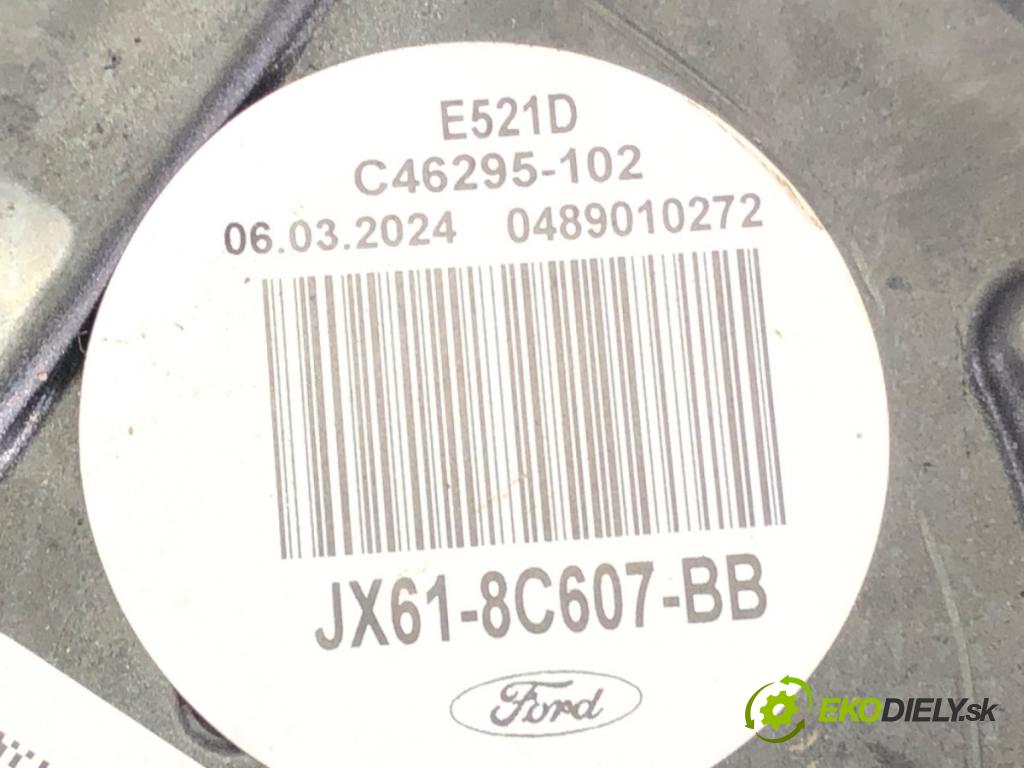 E521D
C46295-102
06.03.2024 0489010272
JX61-8C607-BB
Ford
EKODIELY.sk